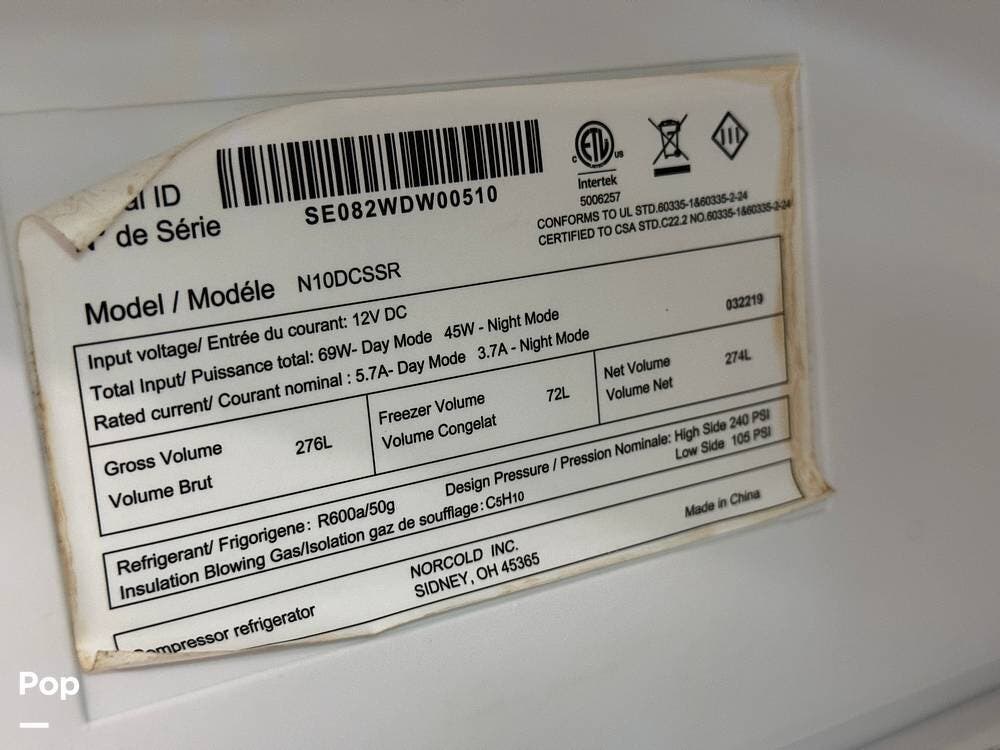 al ID
N° de Série
SE082WDW00510
ETL
C US
Intertek
5006257
CONFORMS TO UL STD.60335-1&60335-2-24
CERTIFIED TO CSA STD.C22.2 NO.60335-1&60335-2-24
Model / Modéle N10DCSSR
Input voltage/ Entrée du courant: 12V DC
032219
Total Input/ Puissance total: 69W- Day Mode 45W - Night Mode
Rated current/ Courant nominal : 5.7A- Day Mode 3.7A - Night Mode
Gross Volume 276L
Volume Brut
Freezer Volume 72L
Volume Congelat
Net Volume 274L
Volume Net
Refrigerant/ Frigorigene: R600a/50g Design Pressure / Pression Nominale: High Side 240 PSI
Low Side 105 PSI
Insulation Blowing Gas/Isolation gaz de soufflage: C5H10
Compressor refrigerator
NORCOLD INC.
SIDNEY, OH 45365
Made in China
Pop